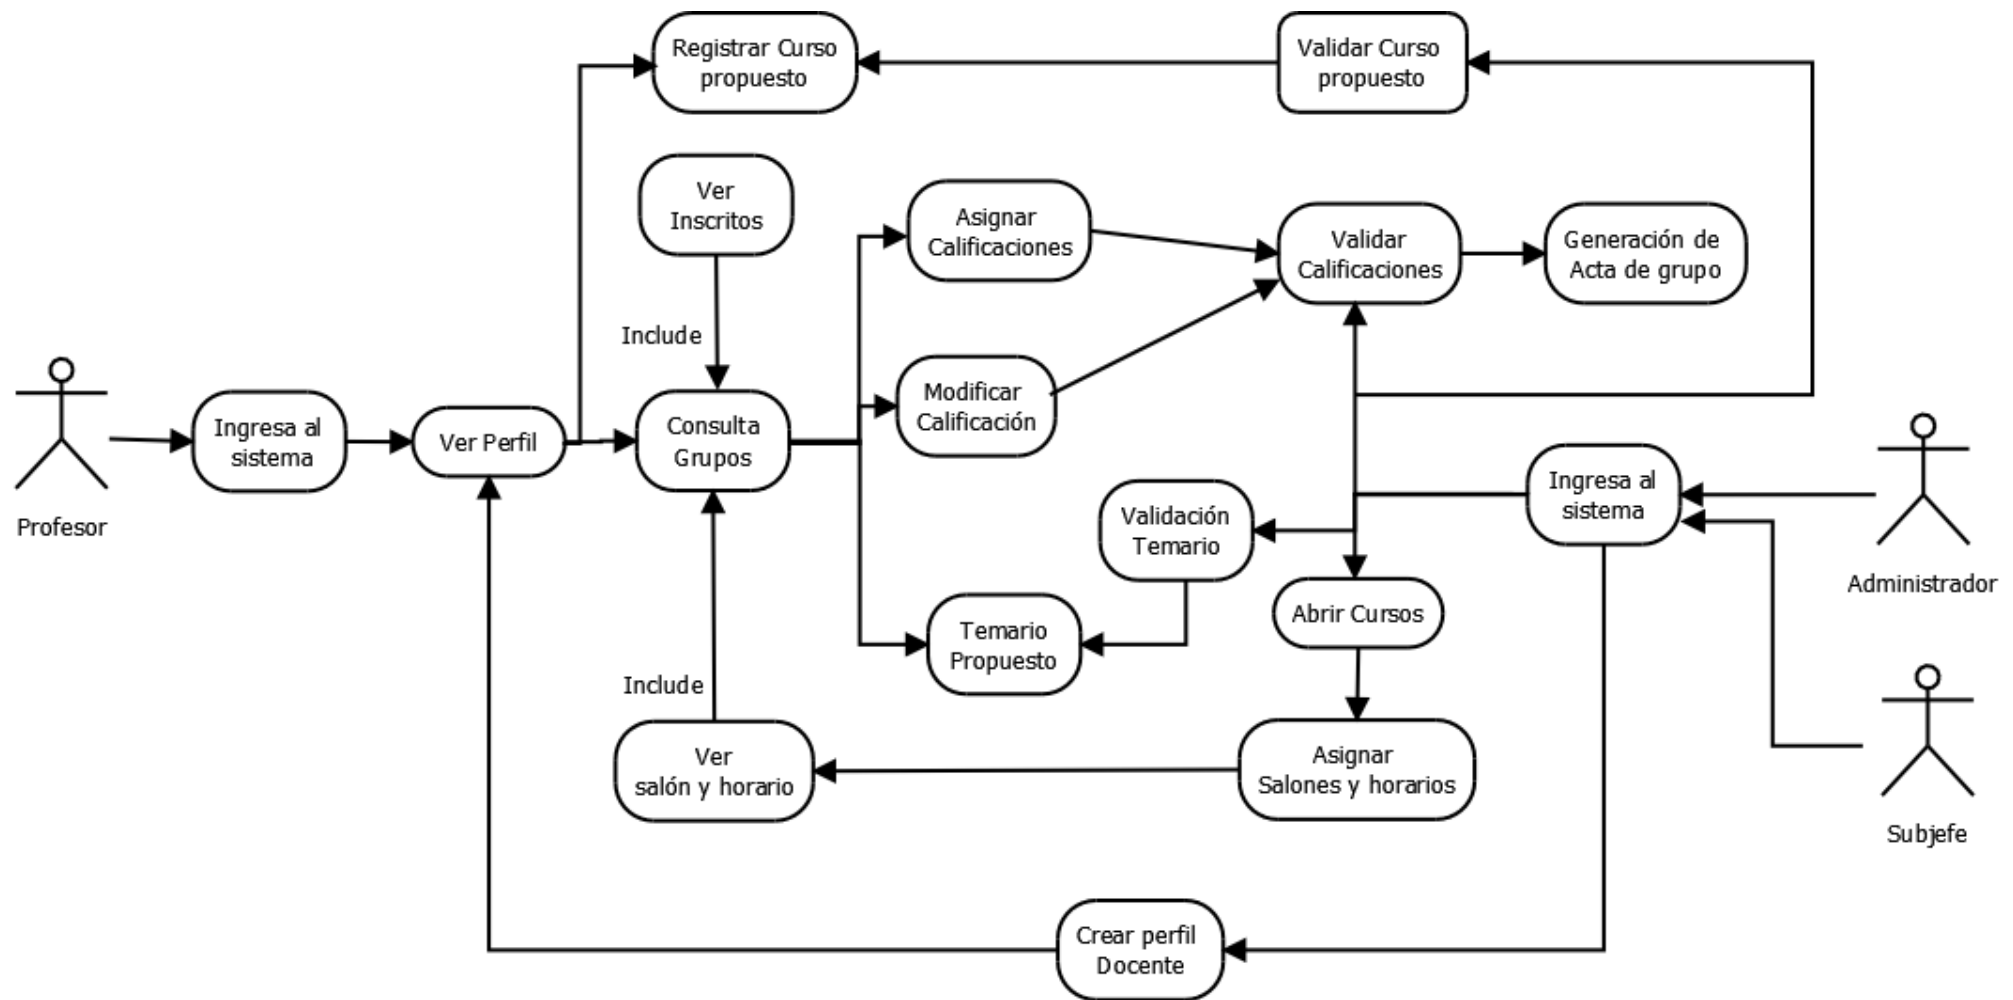 Registrar Curso
propuesto
Validar Curso
propuesto
Ver
Inscritos
Asignar
Calificaciones
Validar
Calificaciones
Generación de
Acta de grupo
Include
Modificar
Calificación
Profesor
Ingresa al
sistema
Ver Perfil
Consulta
Grupos
Ingresa al
sistema
Administrador
Validación
Temario
Abrir Cursos
Temario
Propuesto
Include
Ver
salón y horario
Asignar
Salones y horarios
Subjefe
Crear perfil
Docente